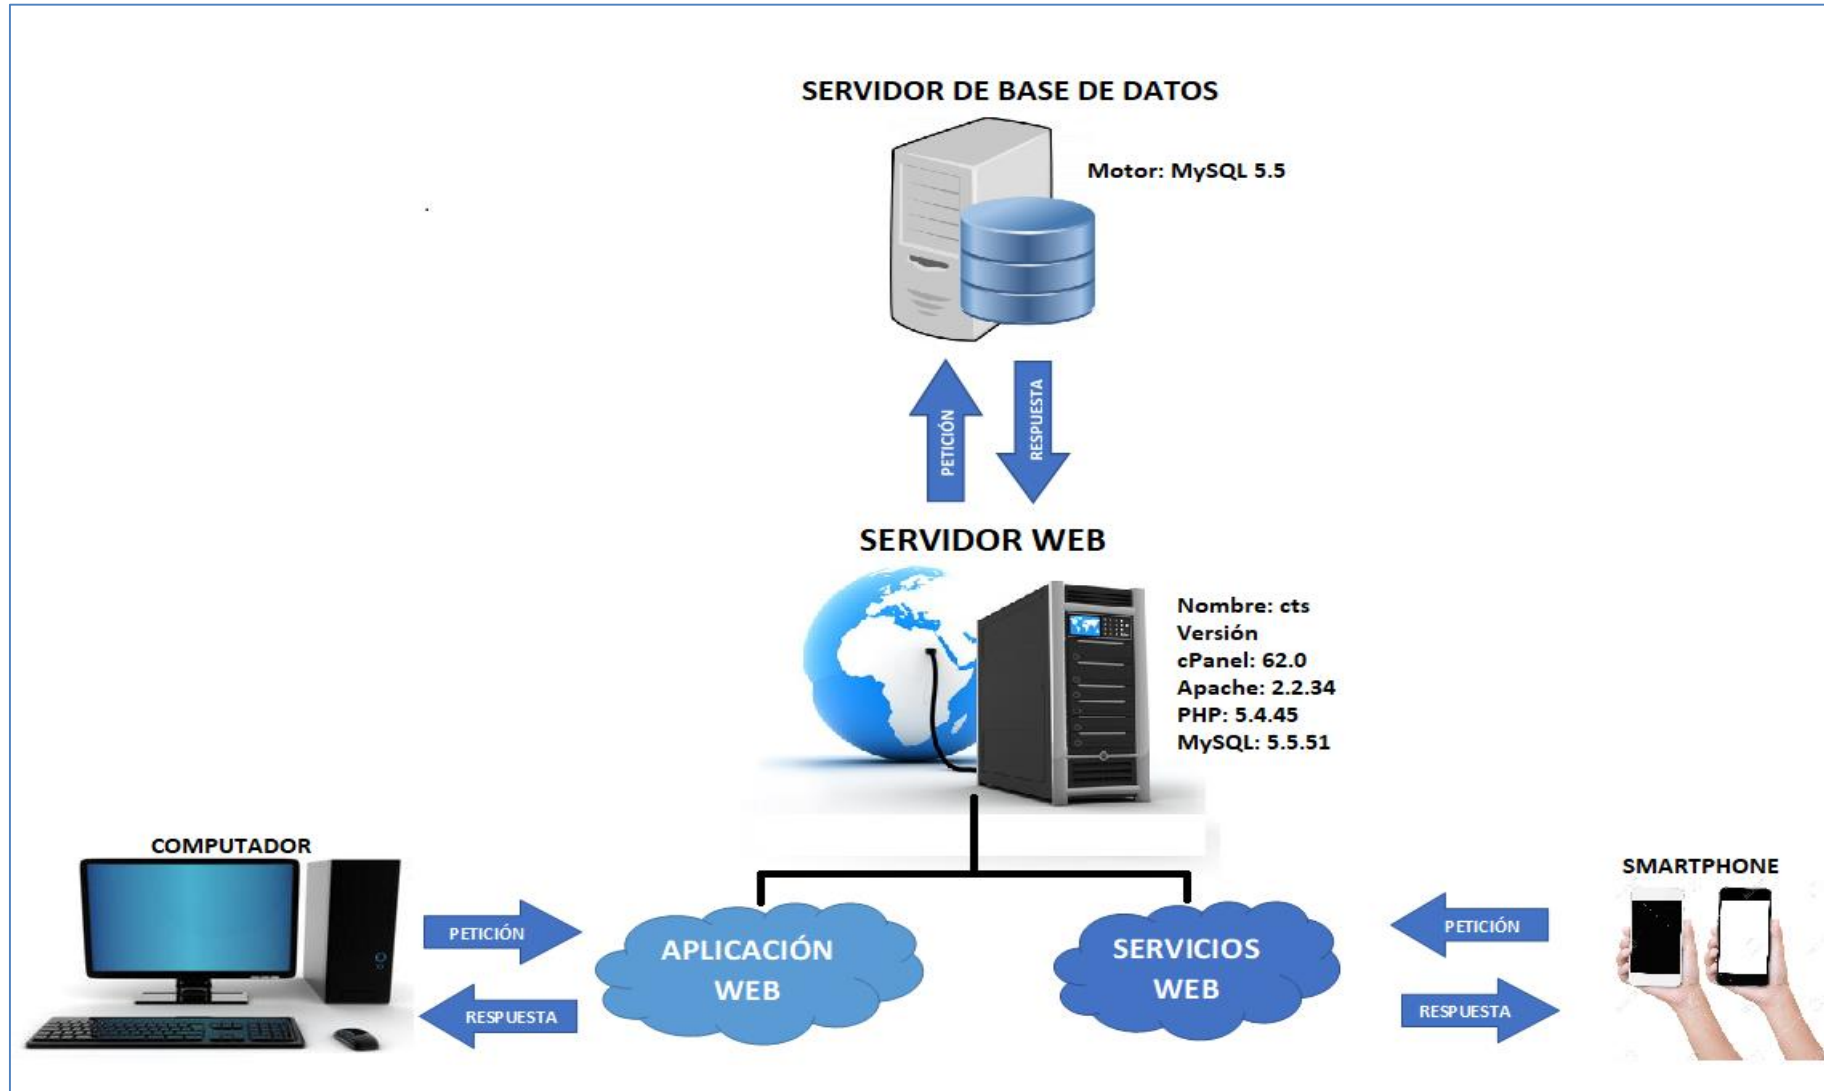 SERVIDOR DE BASE DE DATOS
Motor: MySQL 5.5
PETICIÓN
RESPUESTA
SERVIDOR WEB
Nombre: cts
Versión
cPanel: 62.0
Apache: 2.2.34
PHP: 5.4.45
MySQL: 5.5.51
COMPUTADOR
PETICIÓN
RESPUESTA
APLICACIÓN
WEB
SERVICIOS
WEB
SMARTPHONE
PETICIÓN
RESPUESTA